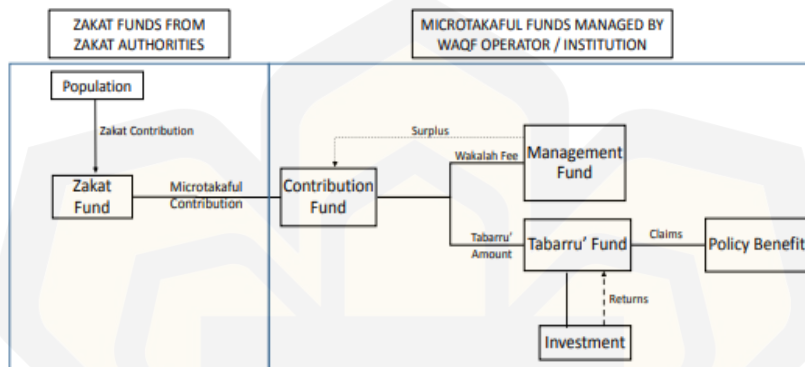 ZAKAT FUNDS FROM
ZAKAT AUTHORITIES
MICROTAKAFUL FUNDS MANAGED BY
WAQF OPERATOR / INSTITUTION
Population
Zakat Contribution
Zakat
Fund
Microtakaful
Contribution
Contribution
Fund
Surplus
Wakalah Fee
Management
Fund
Tabarru’
Amount
Tabarru’ Fund
Claims
Policy Benefit
Returns
Investment